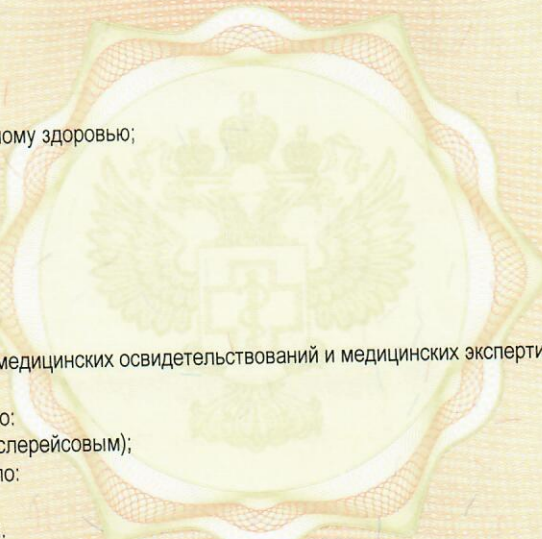 ому здоровью;
медицинских освидетельствований и медицинских эксперти
о:
слерейсовым);
по: